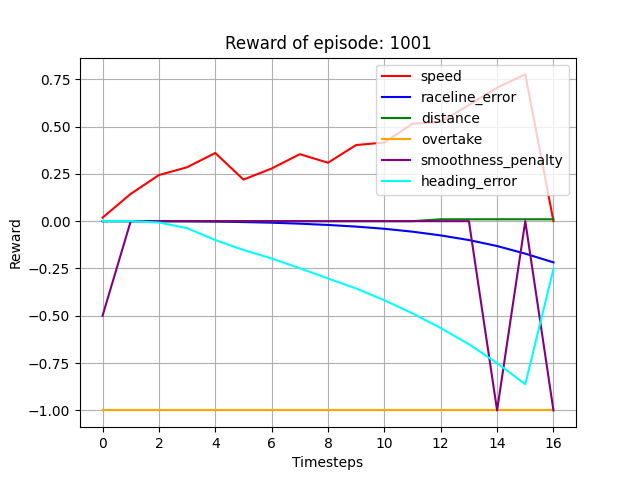 Reward of episode: 1001
speed
raceline_error
distance
overtake
smoothness_penalty
heading_error
0.75
0.50
0.25
0.00
−0.25
−0.50
−0.75
−1.00
Reward
0 2 4 6 8 10 12 14 16
Timesteps